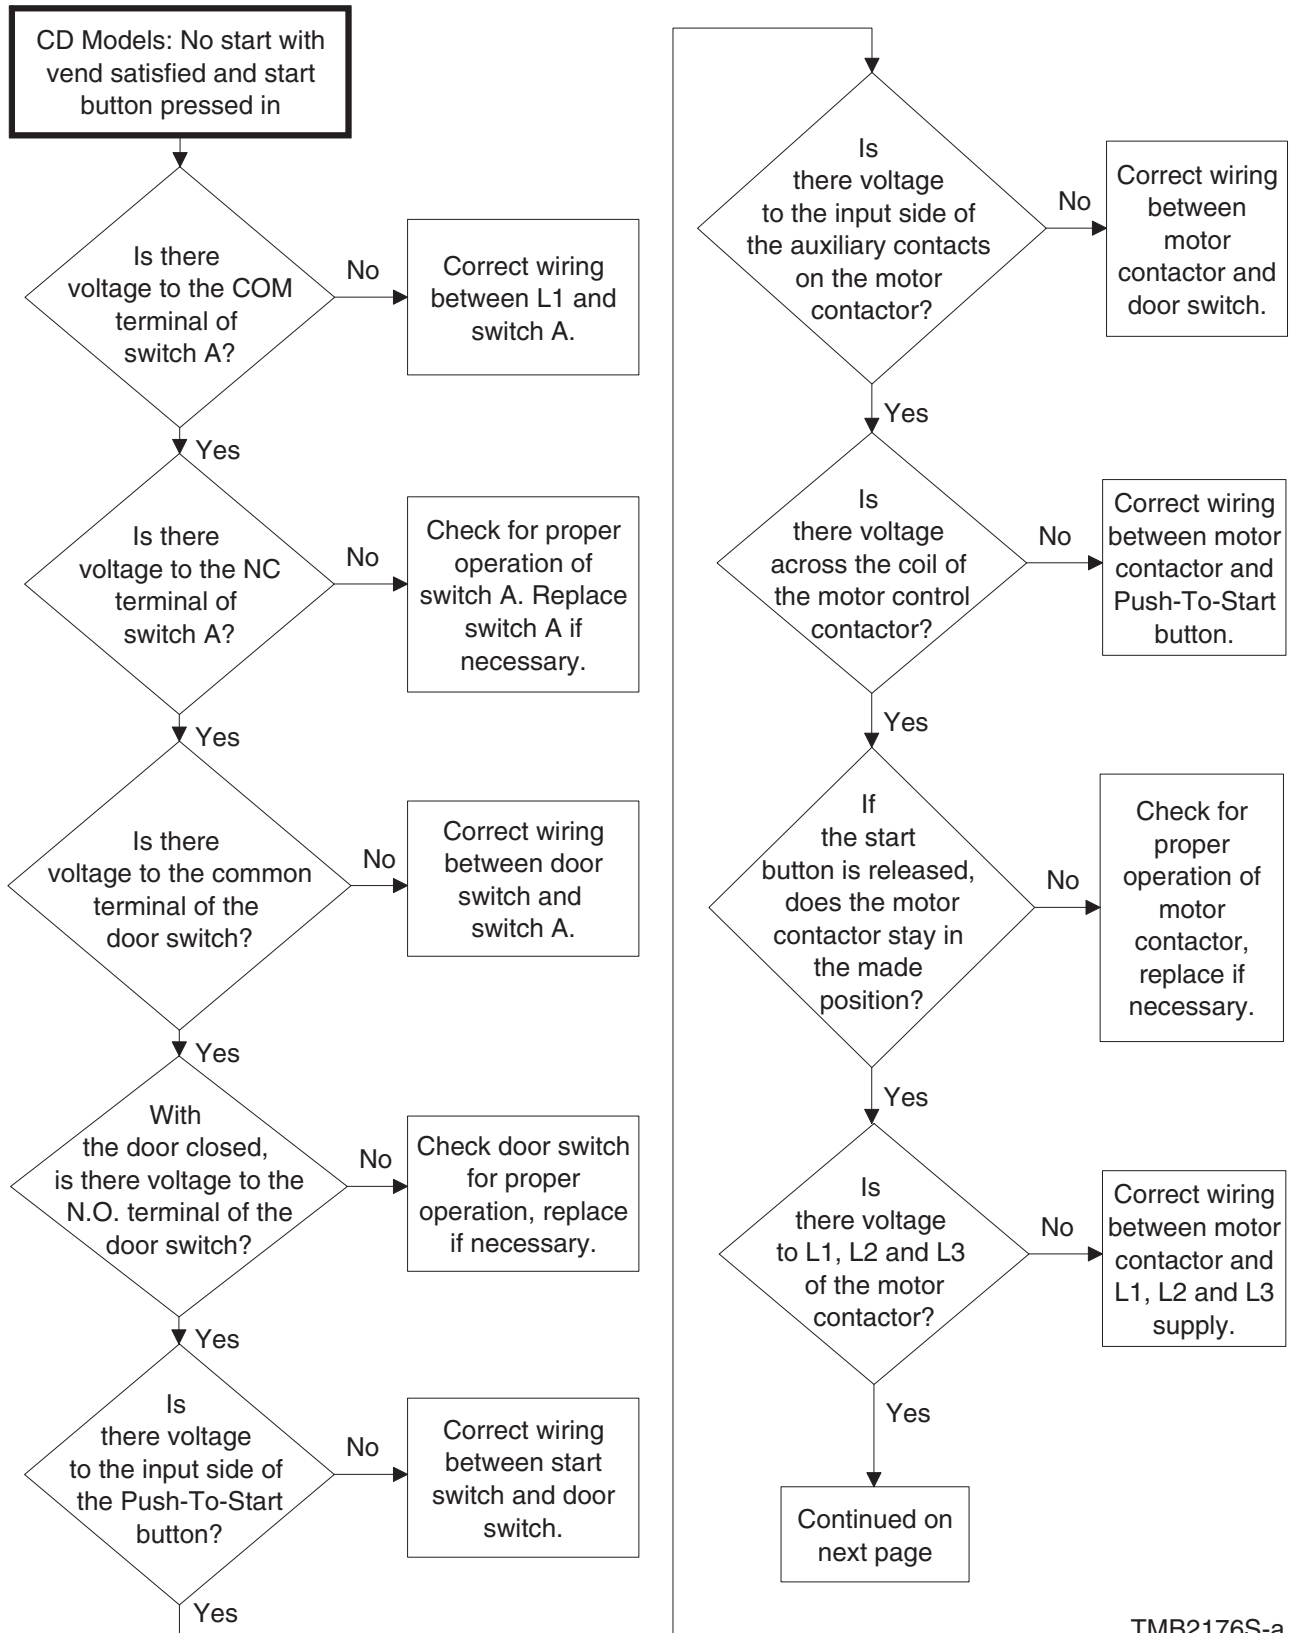 CD Models: No start with
vend satisfied and start
button pressed in
Is there
voltage to the COM
terminal of
switch A?
No
Correct wiring
between L1 and
switch A.
Yes
Is there
voltage to the NC
terminal of
switch A?
No
Check for proper
operation of
switch A. Replace
switch A if
necessary.
Yes
Is there
voltage to the common
terminal of the
door switch?
No
Correct wiring
between door
switch and
switch A.
Yes
With
the door closed,
is there voltage to the
N.O. terminal of the
door switch?
No
Check door switch
for proper
operation, replace
if necessary.
Yes
Is
there voltage
to the input side of
the Push-To-Start
button?
No
Correct wiring
between start
switch and door
switch.
Yes
Is
there voltage
to the input side of
the auxiliary contacts
on the motor
contactor?
No
Correct wiring
between
motor
contactor and
door switch.
Yes
Is
there voltage
across the coil of
the motor control
contactor?
No
Correct wiring
between motor
contactor and
Push-To-Start
button.
Yes
If
the start
button is released,
does the motor
contactor stay in
the made
position?
No
Check for
proper
operation of
motor
contactor,
replace if
necessary.
Yes
Is
there voltage
to L1, L2 and L3
of the motor
contactor?
No
Correct wiring
between motor
contactor and
L1, L2 and L3
supply.
Yes
Continued on
next page
TMB2176S-a